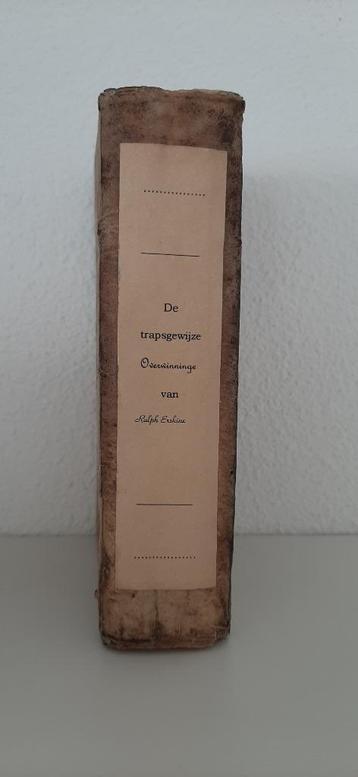 De
trapsgewijze
Overwinninge
van
Ralph Erskine